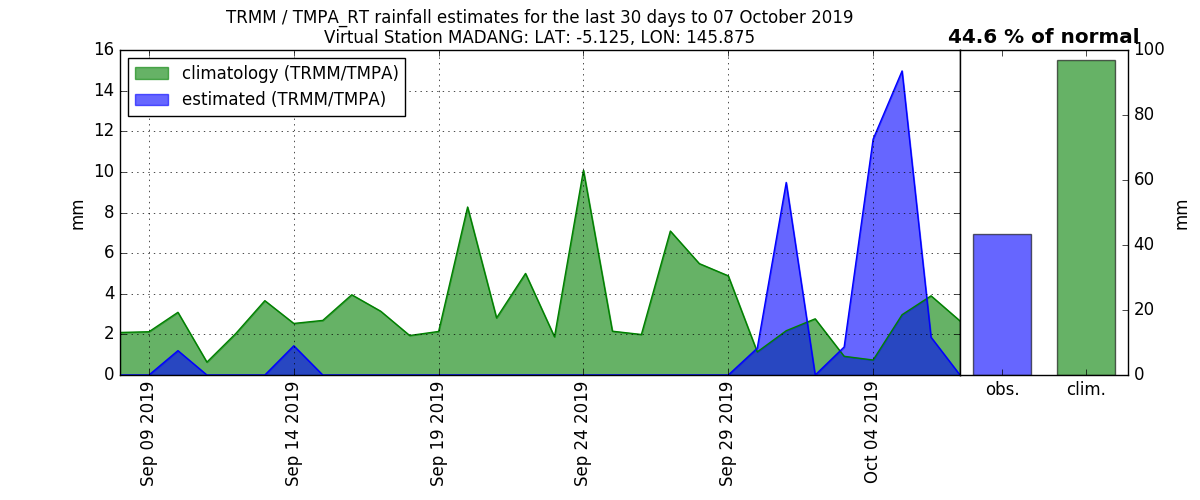 TRMM / TMPA_RT rainfall estimates for the last 30 days to 07 October 2019
Virtual Station MADANG: LAT: -5.125, LON: 145.875
44.6 % of normal
climatology (TRMM/TMPA)
estimated (TRMM/TMPA)
16
14
12
10
8
6
4
2
0
mm
Sep 09 2019
Sep 14 2019
Sep 19 2019
Sep 24 2019
Sep 29 2019
Oct 04 2019
obs.
clim.
100
80
60
40
20
0
mm